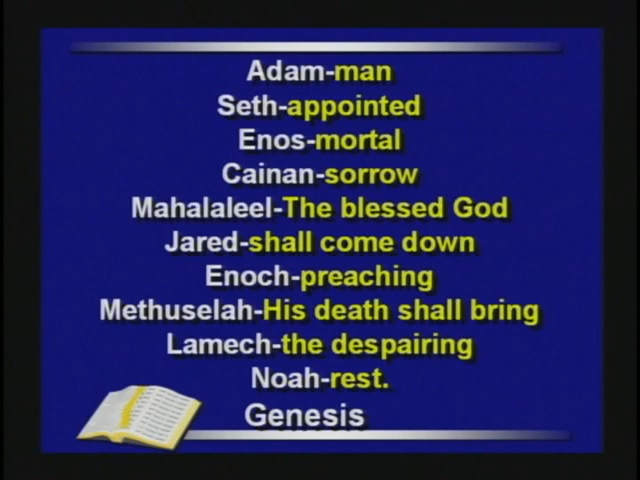 Adam-man
Seth-appointed
Enos-mortal
Cainan-sorrow
Mahalaleel-The blessed God
Jared-shall come down
Enoch-preaching
Methuselah-His death shall bring
Lamech-the despairing
Noah-rest.
Genesis